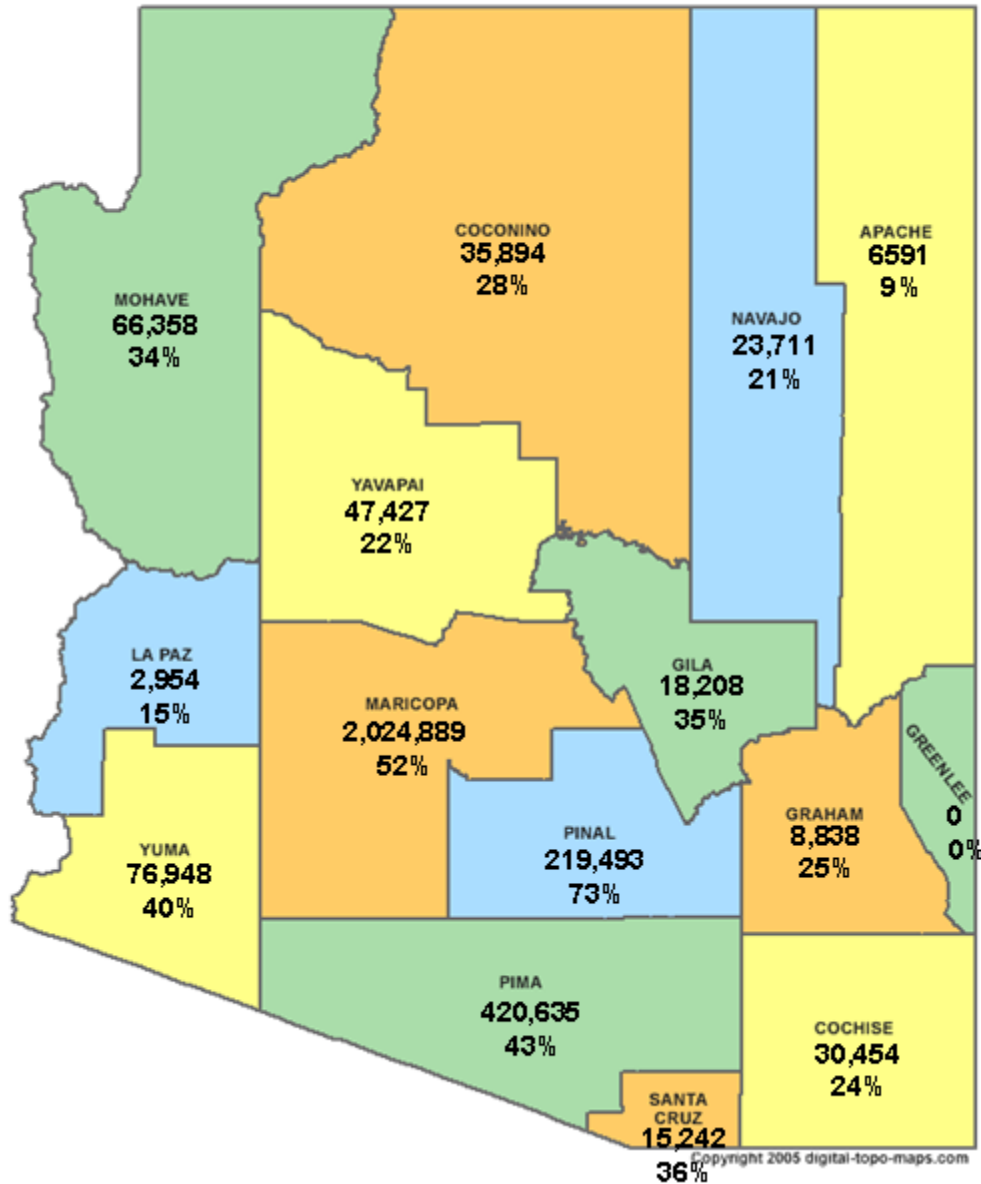 COCONINO
35,894
28%
APACHE
6591
9%
MOHAVE
66,358
34%
NAVAJO
23,711
21%
YAVAPAI
47,427
22%
LA PAZ
2,954
15%
GILA
18,208
35%
MARICOPA
2,024,889
52%
GREENLEE
0
0%
GRAHAM
8,838
25%
PINAL
219,493
73%
YUMA
76,948
40%
PIMA
420,635
43%
COCHISE
30,454
24%
SANTA
CRUZ
15,242
36%
Copyright 2005 digital-topo-maps.com